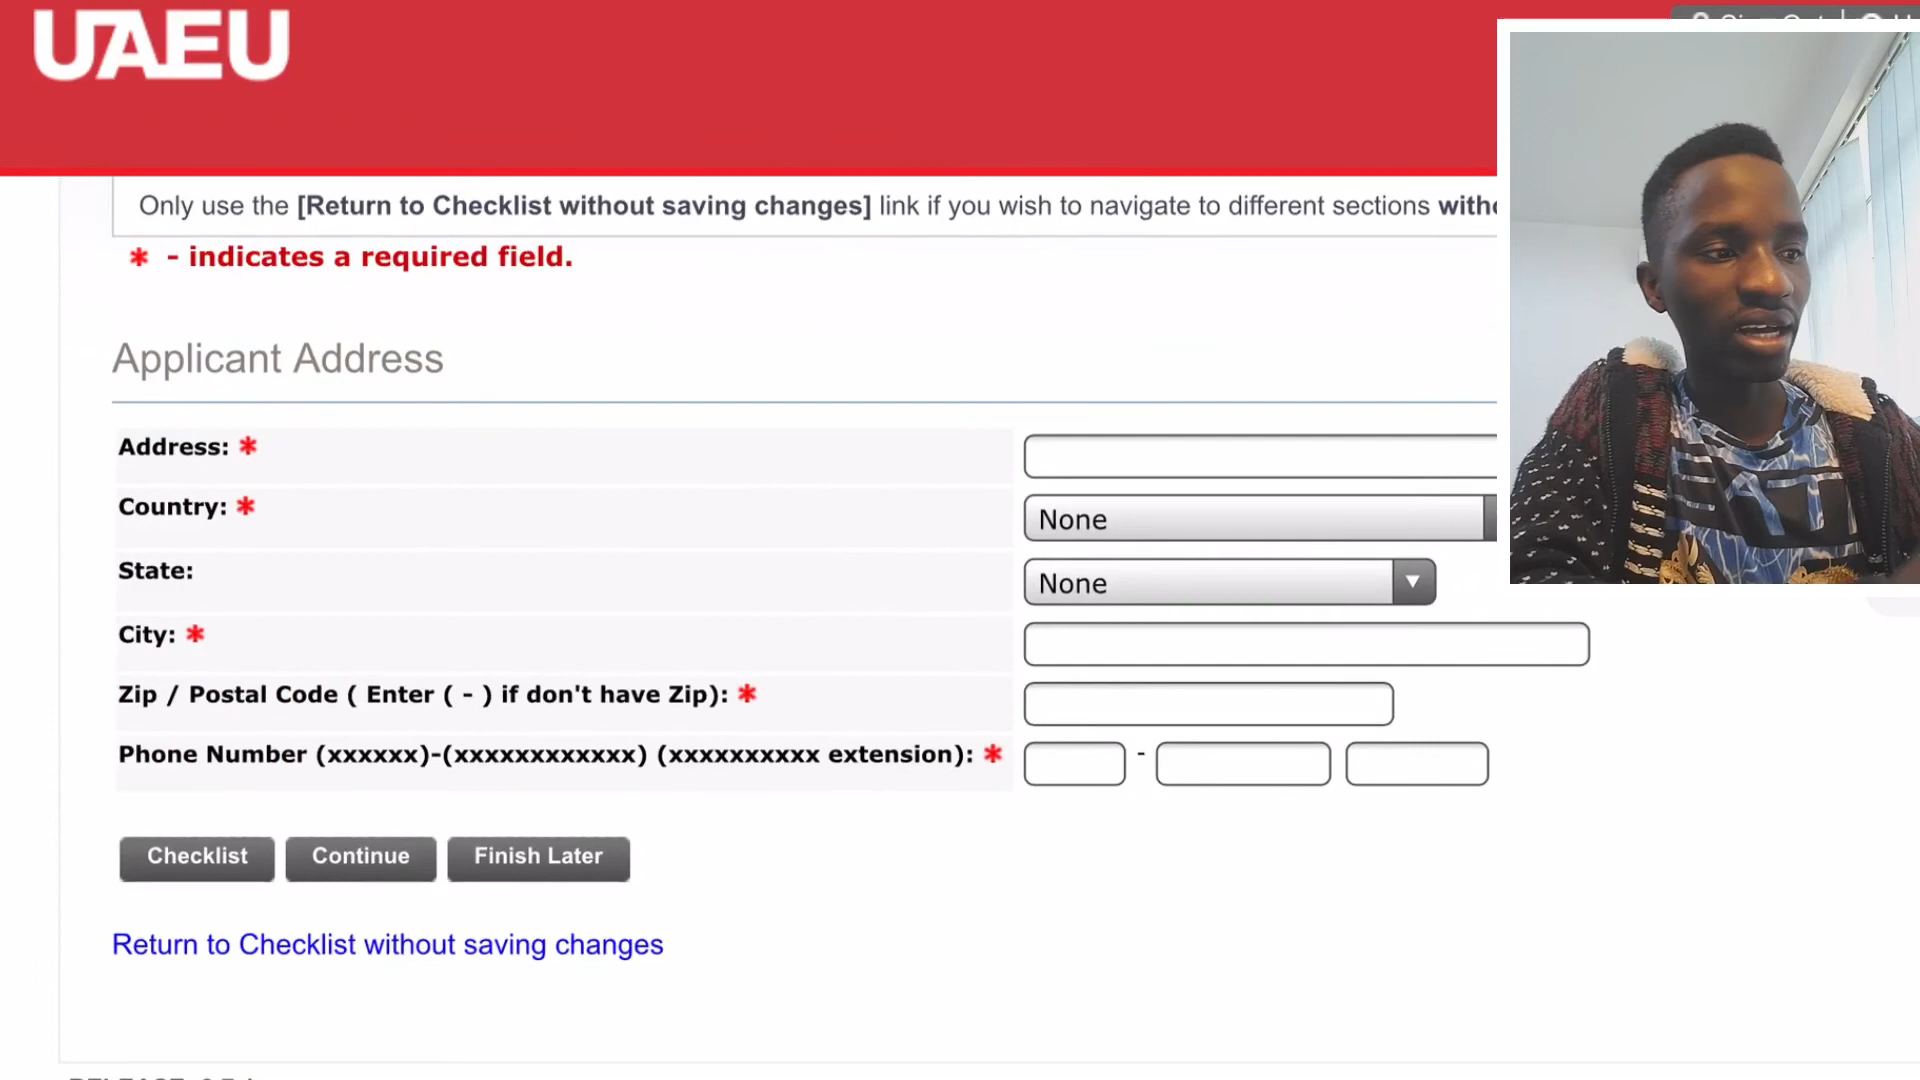 UAEU
Only use the [Return to Checklist without saving changes] link if you wish to navigate to different sections
* - indicates a required field.
Applicant Address
Address: *
Country: * None
State: None
City: *
Zip / Postal Code ( Enter ( - ) if don't have Zip): *
Phone Number (xxxxxx)-(xxxxxxxxxxxx) (xxxxxxxxxx extension): * -
Checklist Continue Finish Later
Return to Checklist without saving changes